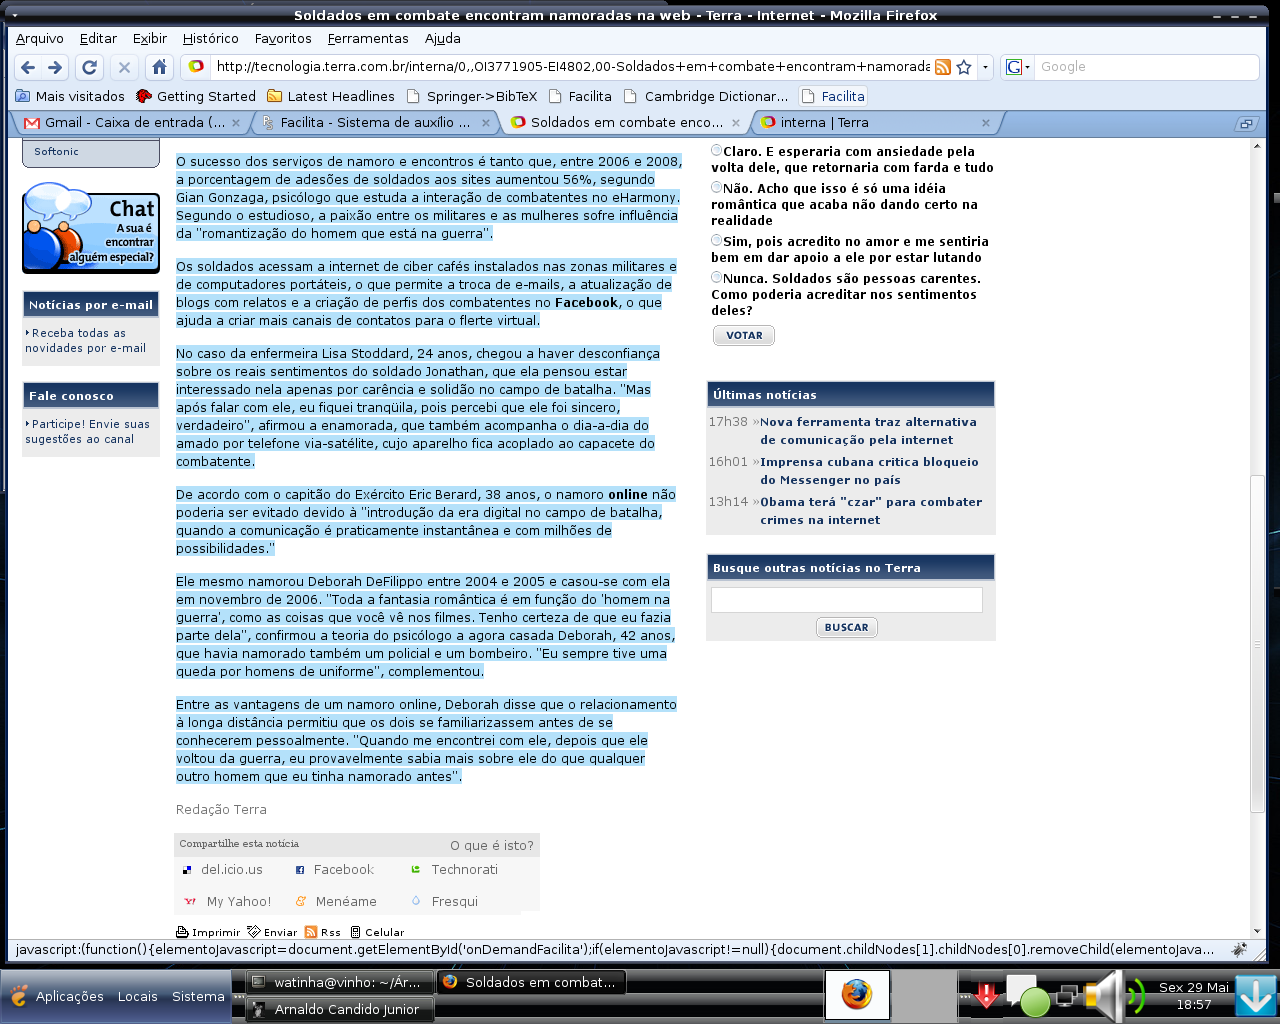 Soldados em combate encontram namoradas na web - Terra - Internet - Mozilla Firefox
Arquivo Editar Exibir Histórico Favoritos Ferramentas Ajuda
http://tecnologia.terra.com.br/interna/0,,OI3771905-EI4802,00-Soldados+em+combate+encontram+namorada
G Google
Mais visitados Getting Started Latest Headlines Springer->BibTeX Facilita Cambridge Dictionar... Facilita
Gmail - Caixa de entrada (... Facilita - Sistema de auxílio ... Soldados em combate enco... interna | Terra
Softonic
Chat
A sua é
encontrar
alguém especial?
Notícias por e-mail
Receba todas as
novidades por e-mail
Fale conosco
Participe! Envie suas
sugestões ao canal
O sucesso dos serviços de namoro e encontros é tanto que, entre 2006 e 2008,
a porcentagem de adesões de soldados aos sites aumentou 56%, segundo
Gian Gonzaga, psicólogo que estuda a interação de combatentes no eHarmony.
Segundo o estudioso, a paixão entre os militares e as mulheres sofre influência
da "romantização do homem que está na guerra".
Os soldados acessam a internet de ciber cafés instalados nas zonas militares e
de computadores portáteis, o que permite a troca de e-mails, a atualização de
blogs com relatos e a criação de perfis dos combatentes no Facebook, o que
ajuda a criar mais canais de contatos para o flerte virtual.
No caso da enfermeira Lisa Stoddard, 24 anos, chegou a haver desconfiança
sobre os reais sentimentos do soldado Jonathan, que ela pensou estar
interessado nela apenas por carência e solidão no campo de batalha. "Mas
após falar com ele, eu fiquei tranqüila, pois percebi que ele foi sincero,
verdadeiro", afirmou a enamorada, que também acompanha o dia-a-dia do
amado por telefone via-satélite, cujo aparelho fica acoplado ao capacete do
combatente.
De acordo com o capitão do Exército Eric Berard, 38 anos, o namoro online não
poderia ser evitado devido à "introdução da era digital no campo de batalha,
quando a comunicação é praticamente instantânea e com milhões de
possibilidades."
Ele mesmo namorou Deborah DeFilippo entre 2004 e 2005 e casou-se com ela
em novembro de 2006. "Toda a fantasia romântica é em função do 'homem na
guerra', como as coisas que você vê nos filmes. Tenho certeza de que eu fazia
parte dela", confirmou a teoria do psicólogo a agora casada Deborah, 42 anos,
que havia namorado também um policial e um bombeiro. "Eu sempre tive uma
queda por homens de uniforme", complementou.
Entre as vantagens de um namoro online, Deborah disse que o relacionamento
à longa distância permitiu que os dois se familiarizassem antes de se
conhecerem pessoalmente. "Quando me encontrei com ele, depois que ele
voltou da guerra, eu provavelmente sabia mais sobre ele do que qualquer
outro homem que eu tinha namorado antes".
Redação Terra
Compartilhe esta notícia O que é isto?
del.icio.us Facebook Technorati
My Yahoo! Menéame Fresqui
Imprimir Enviar Rss Celular
Claro. E esperaria com ansiedade pela
volta dele, que retornaria com farda e tudo
Não. Acho que isso é só uma idéia
romântica que acaba não dando certo na
realidade
Sim, pois acredito no amor e me sentiria
bem em dar apoio a ele por estar lutando
Nunca. Soldados são pessoas carentes.
Como poderia acreditar nos sentimentos
deles?
VOTAR
Últimas notícias
17h38 »Nova ferramenta traz alternativa
de comunicação pela internet
16h01 »Imprensa cubana critica bloqueio
do Messenger no país
13h14 »Obama terá "czar" para combater
crimes na internet
Busque outras notícias no Terra
BUSCAR
javascript:(function(){elementoJavascript=document.getElementById('onDemandFacilita');if(elementoJavascript!=null){document.childNodes[1].childNodes[0].removeChild(elementoJava...
Aplicações Locais Sistema
watinha@vinho: ~/Ár... Soldados em combat...
Arnaldo Candido Junior
Sex 29 Mai
18:57